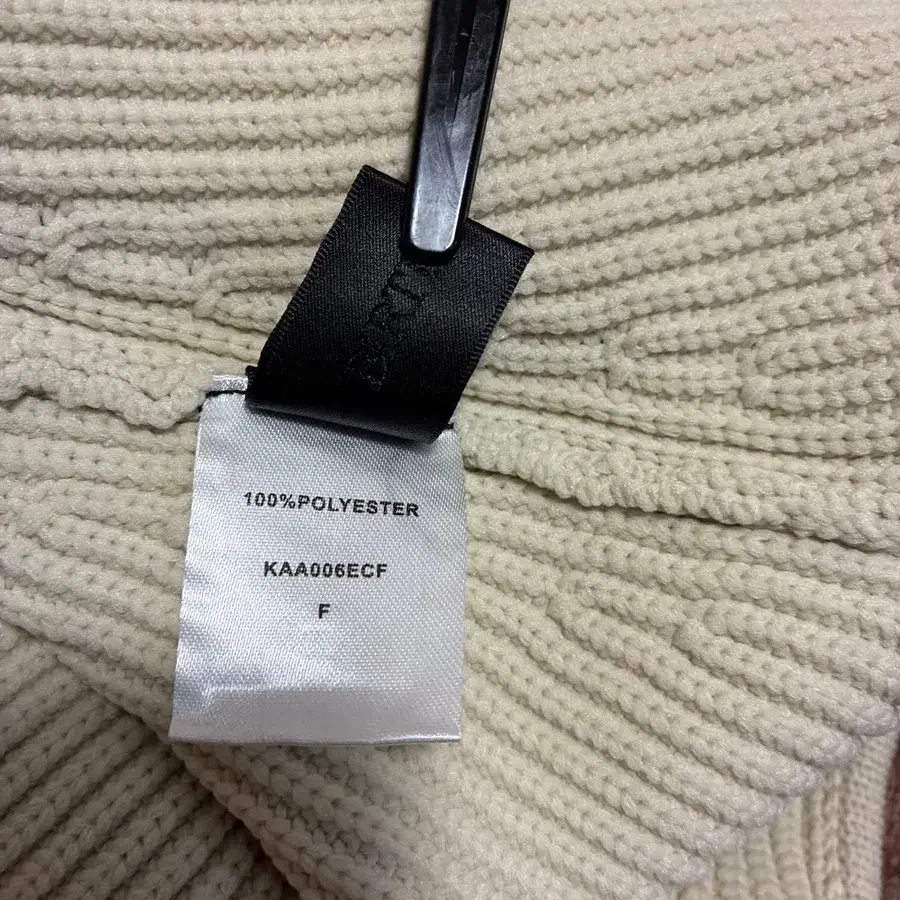 100%POLYESTER
KAA006ECF
F